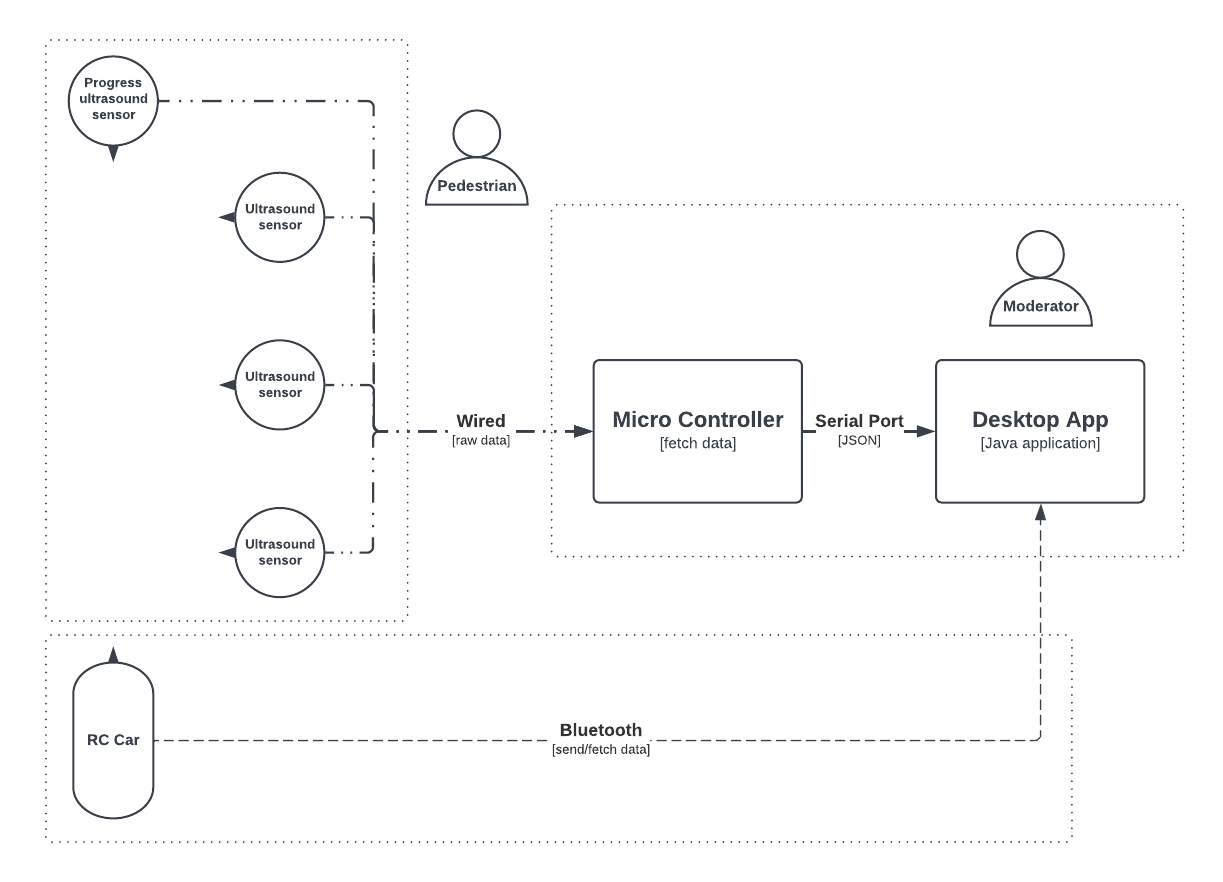 Progress
ultrasound
sensor
Pedestrian
Ultrasound
sensor
Moderator
Ultrasound
sensor
Wired
[raw data]
Micro Controller
[fetch data]
Serial Port
[JSON]
Desktop App
[Java application]
Ultrasound
sensor
RC Car
Bluetooth
[send/fetch data]